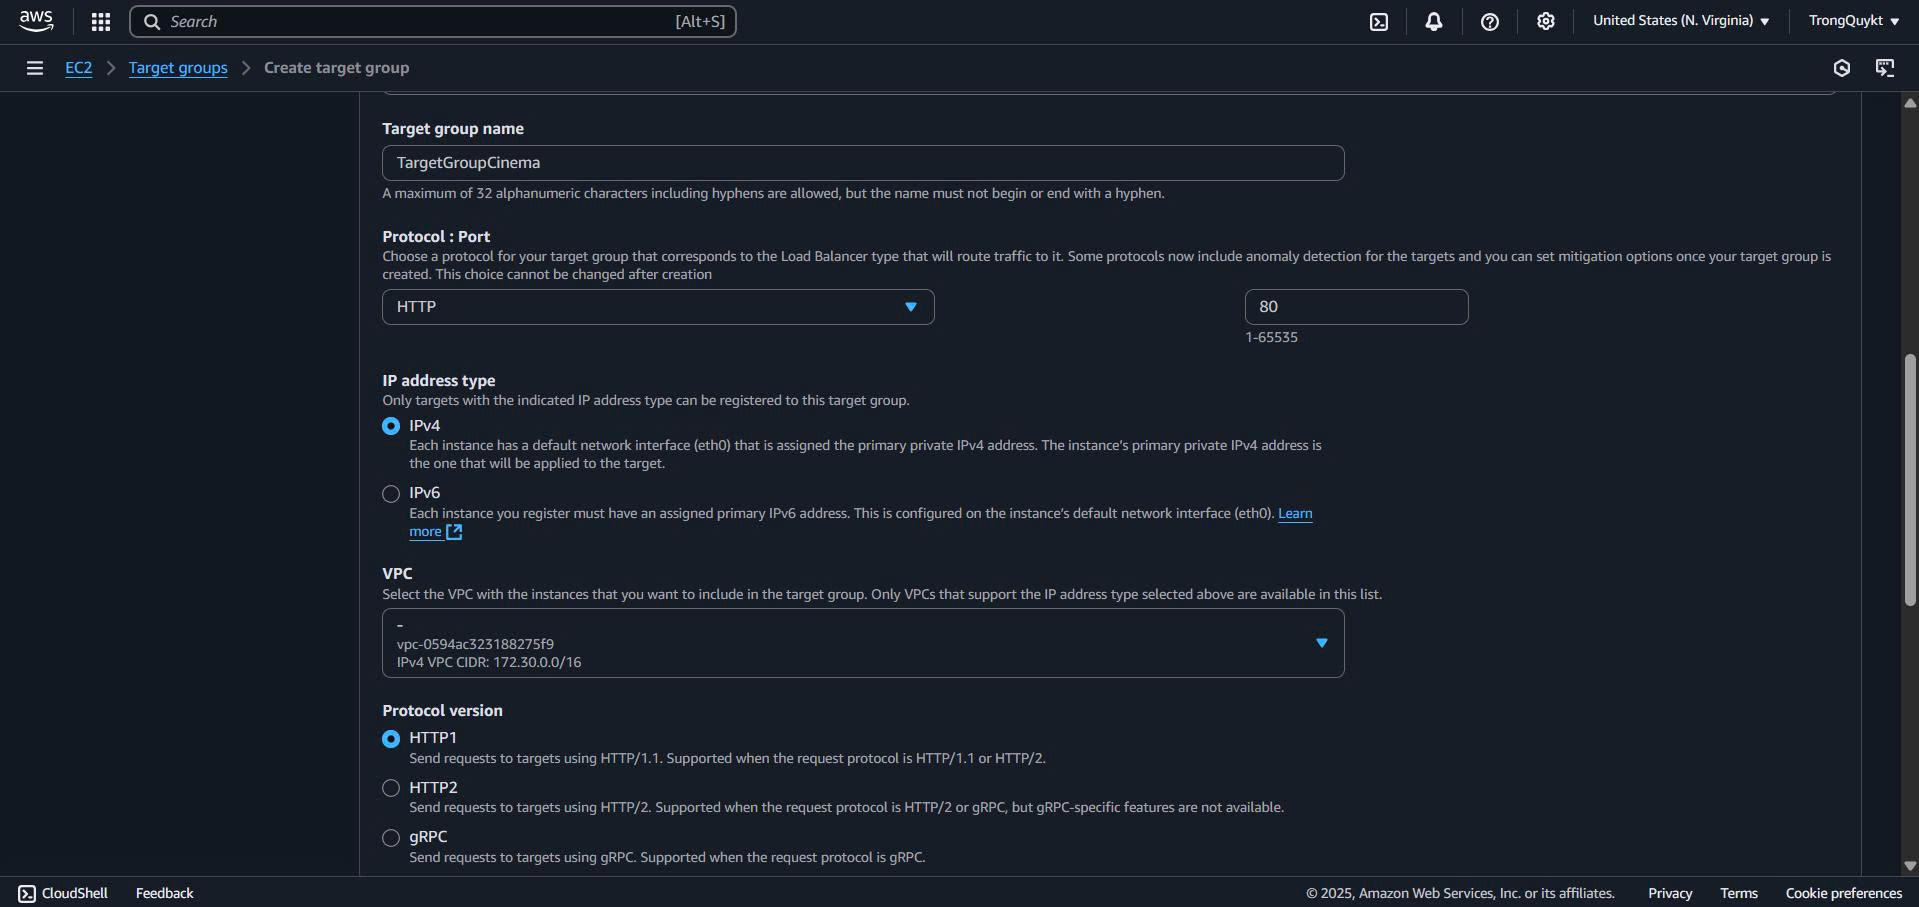 aws
Search [Alt+S]
United States (N. Virginia)
TrongQuykt
EC2
Target groups
Create target group
Target group name
TargetGroupCinema
A maximum of 32 alphanumeric characters including hyphens are allowed, but the name must not begin or end with a hyphen.
Protocol : Port
Choose a protocol for your target group that corresponds to the Load Balancer type that will route traffic to it. Some protocols now include anomaly detection for the targets and you can set mitigation options once your target group is
created. This choice cannot be changed after creation
HTTP
80
1-65535
IP address type
Only targets with the indicated IP address type can be registered to this target group.
IPv4
Each instance has a default network interface (eth0) that is assigned the primary private IPv4 address. The instance's primary private IPv4 address is
the one that will be applied to the target.
IPv6
Each instance you register must have an assigned primary IPv6 address. This is configured on the instance's default network interface (eth0). Learn
more
VPC
Select the VPC with the instances that you want to include in the target group. Only VPCs that support the IP address type selected above are available in this list.
-
vpc-0594ac323188275f9
IPv4 VPC CIDR: 172.30.0.0/16
Protocol version
HTTP1
Send requests to targets using HTTP/1.1. Supported when the request protocol is HTTP/1.1 or HTTP/2.
HTTP2
Send requests to targets using HTTP/2. Supported when the request protocol is HTTP/2 or gRPC, but gRPC-specific features are not available.
gRPC
Send requests to targets using gRPC. Supported when the request protocol is gRPC.
CloudShell
Feedback
© 2025, Amazon Web Services, Inc. or its affiliates.
Privacy
Terms
Cookie preferences